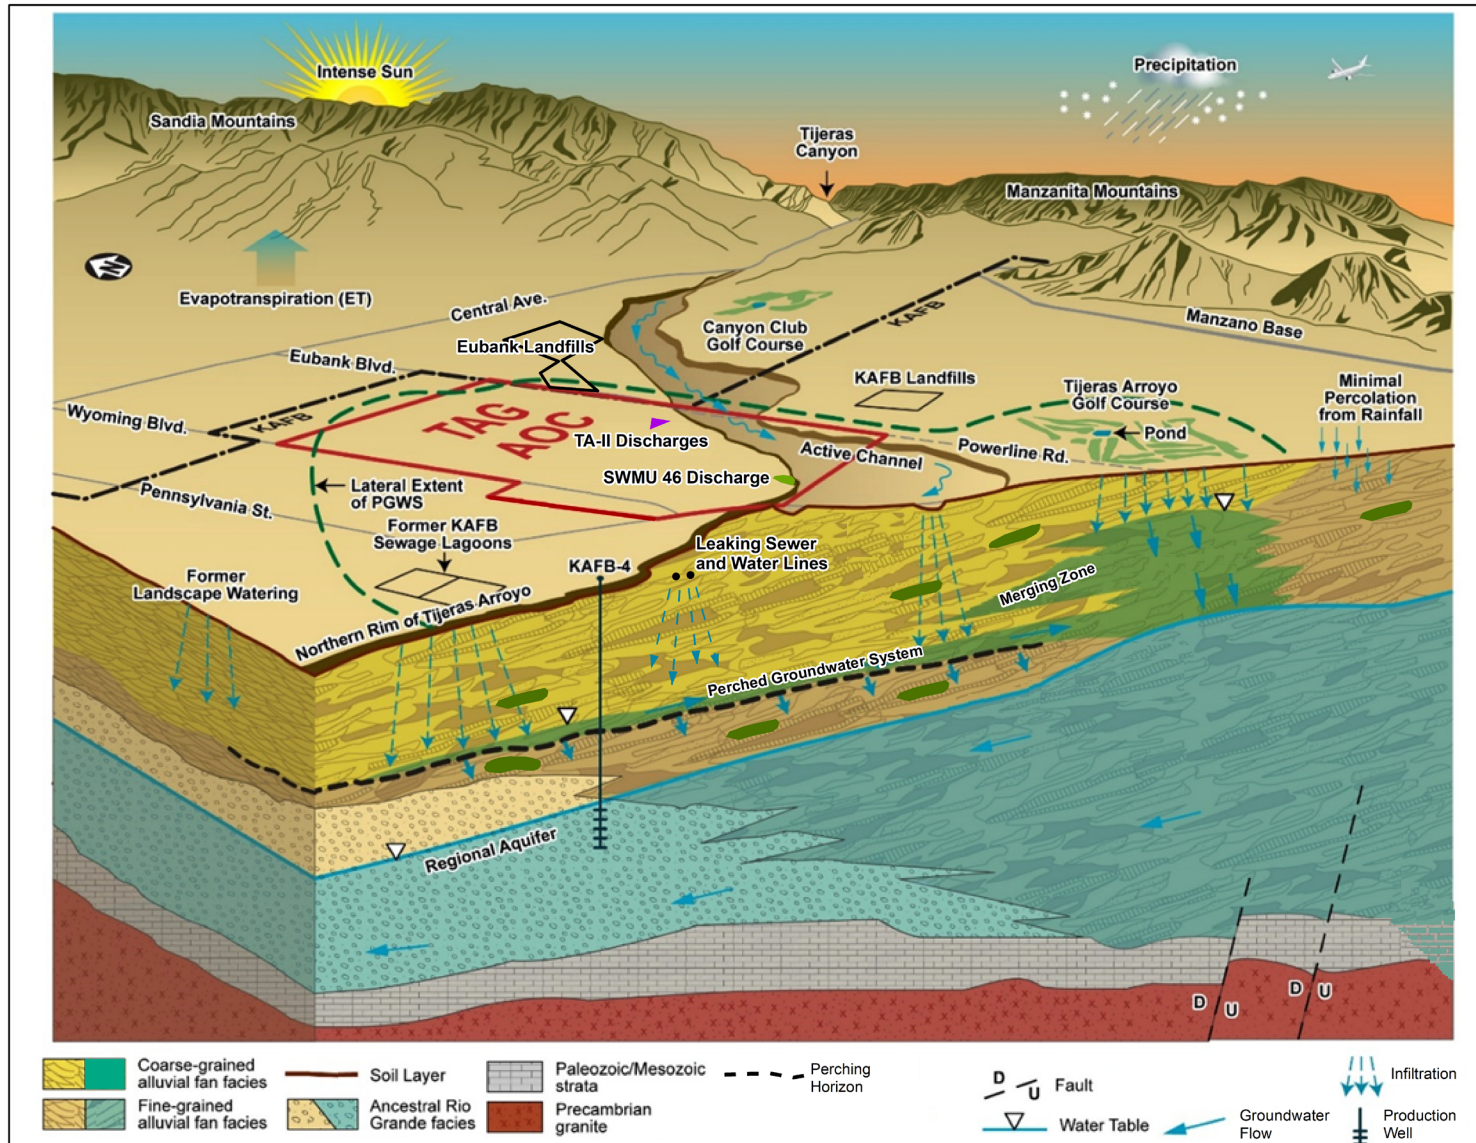 Intense Sun
Precipitation
Sandia Mountains
Tijeras
Canyon
Manzanita Mountains
N
Evapotranspiration (ET)
Central Ave.
KAFB
Canyon Club
Golf Course
Manzano Base
Eubank Landfills
Eubank Blvd.
KAFB Landfills
Tijeras Arroyo
Golf Course
Minimal
Percolation
from Rainfall
Wyoming Blvd.
KAFB
TAG
AOC
TA-II Discharges
Pond
Active Channel
Powerline Rd.
SWMU 46 Discharge
Pennsylvania St.
Lateral Extent
of PGWS
Former KAFB
Sewage Lagoons
Leaking Sewer
and Water Lines
KAFB-4
Former
Landscape Watering
Merging Zone
Northern Rim of Tijeras Arroyo
Perched Groundwater System
Regional Aquifer
D
U
D
U
Coarse-grained
alluvial fan facies
Soil Layer
Paleozoic/Mesozoic
strata
Perching
Horizon
D
U
Fault
Infiltration
Fine-grained
alluvial fan facies
Ancestral Rio
Grande facies
Precambrian
granite
Water Table
Groundwater
Flow
Production
Well